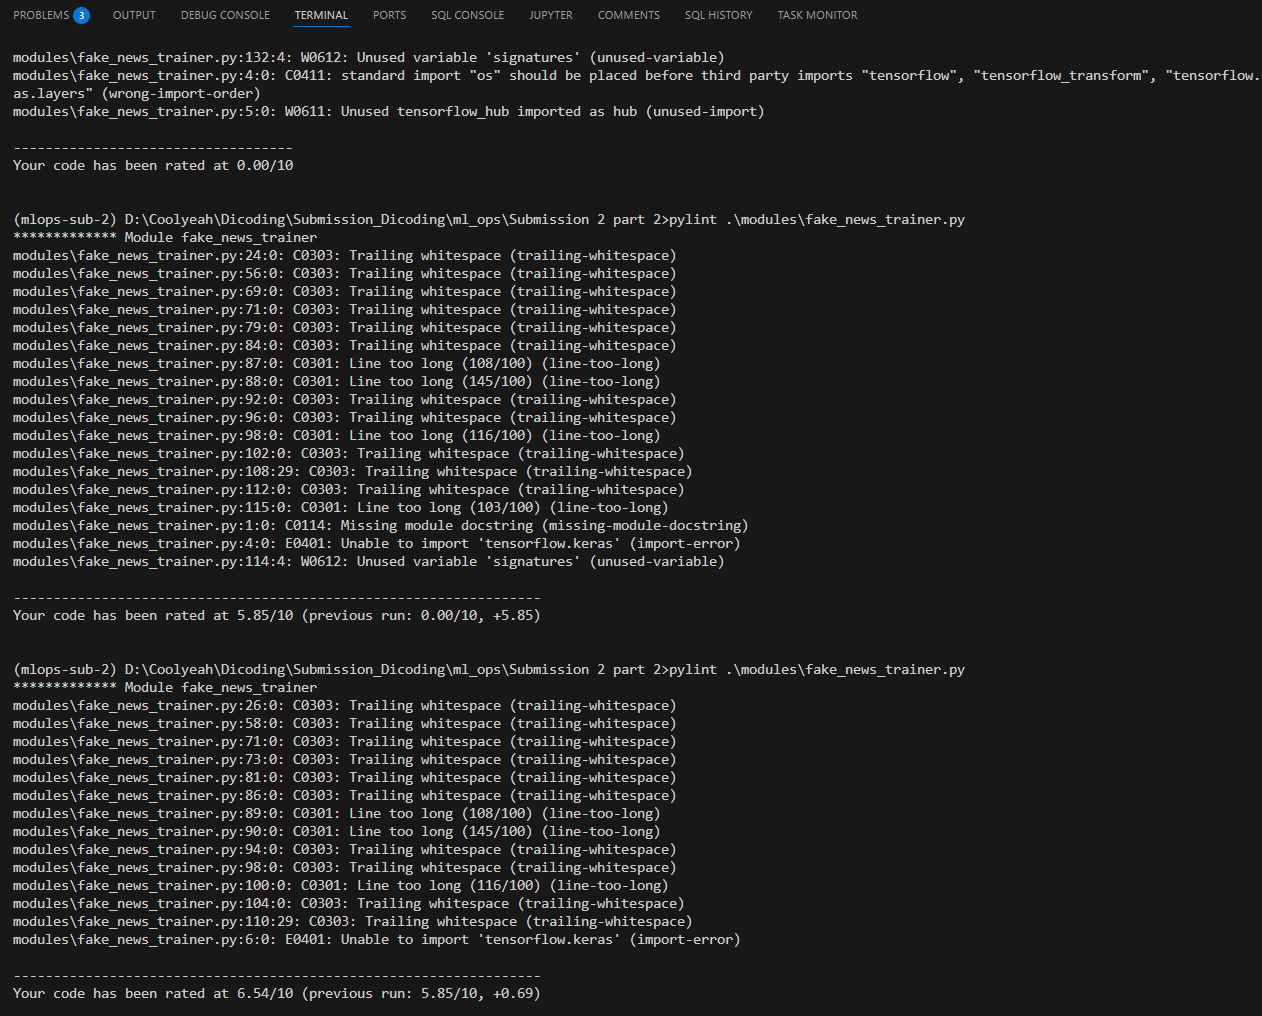 PROBLEMS 3 OUTPUT DEBUG CONSOLE TERMINAL PORTS SQL CONSOLE JUPYTER COMMENTS SQL HISTORY TASK MONITOR
modules\fake_news_trainer.py:132:4: W0612: Unused variable 'signatures' (unused-variable)
modules\fake_news_trainer.py:4:0: C0411: standard import "os" should be placed before third party imports "tensorflow", "tensorflow_transform", "tensorflow.
as.layers" (wrong-import-order)
modules\fake_news_trainer.py:5:0: W0611: Unused tensorflow_hub imported as hub (unused-import)
-----------------------------------
Your code has been rated at 0.00/10
(mlops-sub-2) D:\Coolyeah\Dicoding\Submission_Dicoding\ml_ops\Submission 2 part 2>pylint .\modules\fake_news_trainer.py
************* Module fake_news_trainer
modules\fake_news_trainer.py:24:0: C0303: Trailing whitespace (trailing-whitespace)
modules\fake_news_trainer.py:56:0: C0303: Trailing whitespace (trailing-whitespace)
modules\fake_news_trainer.py:69:0: C0303: Trailing whitespace (trailing-whitespace)
modules\fake_news_trainer.py:71:0: C0303: Trailing whitespace (trailing-whitespace)
modules\fake_news_trainer.py:79:0: C0303: Trailing whitespace (trailing-whitespace)
modules\fake_news_trainer.py:84:0: C0303: Trailing whitespace (trailing-whitespace)
modules\fake_news_trainer.py:87:0: C0301: Line too long (108/100) (line-too-long)
modules\fake_news_trainer.py:88:0: C0301: Line too long (145/100) (line-too-long)
modules\fake_news_trainer.py:92:0: C0303: Trailing whitespace (trailing-whitespace)
modules\fake_news_trainer.py:96:0: C0303: Trailing whitespace (trailing-whitespace)
modules\fake_news_trainer.py:98:0: C0301: Line too long (116/100) (line-too-long)
modules\fake_news_trainer.py:102:0: C0303: Trailing whitespace (trailing-whitespace)
modules\fake_news_trainer.py:108:29: C0303: Trailing whitespace (trailing-whitespace)
modules\fake_news_trainer.py:112:0: C0303: Trailing whitespace (trailing-whitespace)
modules\fake_news_trainer.py:115:0: C0301: Line too long (103/100) (line-too-long)
modules\fake_news_trainer.py:1:0: C0114: Missing module docstring (missing-module-docstring)
modules\fake_news_trainer.py:4:0: E0401: Unable to import 'tensorflow.keras' (import-error)
modules\fake_news_trainer.py:114:4: W0612: Unused variable 'signatures' (unused-variable)
------------------------------------------------------------------
Your code has been rated at 5.85/10 (previous run: 0.00/10, +5.85)
(mlops-sub-2) D:\Coolyeah\Dicoding\Submission_Dicoding\ml_ops\Submission 2 part 2>pylint .\modules\fake_news_trainer.py
************* Module fake_news_trainer
modules\fake_news_trainer.py:26:0: C0303: Trailing whitespace (trailing-whitespace)
modules\fake_news_trainer.py:58:0: C0303: Trailing whitespace (trailing-whitespace)
modules\fake_news_trainer.py:71:0: C0303: Trailing whitespace (trailing-whitespace)
modules\fake_news_trainer.py:73:0: C0303: Trailing whitespace (trailing-whitespace)
modules\fake_news_trainer.py:81:0: C0303: Trailing whitespace (trailing-whitespace)
modules\fake_news_trainer.py:86:0: C0303: Trailing whitespace (trailing-whitespace)
modules\fake_news_trainer.py:89:0: C0301: Line too long (108/100) (line-too-long)
modules\fake_news_trainer.py:90:0: C0301: Line too long (145/100) (line-too-long)
modules\fake_news_trainer.py:94:0: C0303: Trailing whitespace (trailing-whitespace)
modules\fake_news_trainer.py:98:0: C0303: Trailing whitespace (trailing-whitespace)
modules\fake_news_trainer.py:100:0: C0301: Line too long (116/100) (line-too-long)
modules\fake_news_trainer.py:104:0: C0303: Trailing whitespace (trailing-whitespace)
modules\fake_news_trainer.py:110:29: C0303: Trailing whitespace (trailing-whitespace)
modules\fake_news_trainer.py:6:0: E0401: Unable to import 'tensorflow.keras' (import-error)
------------------------------------------------------------------
Your code has been rated at 6.54/10 (previous run: 5.85/10, +0.69)